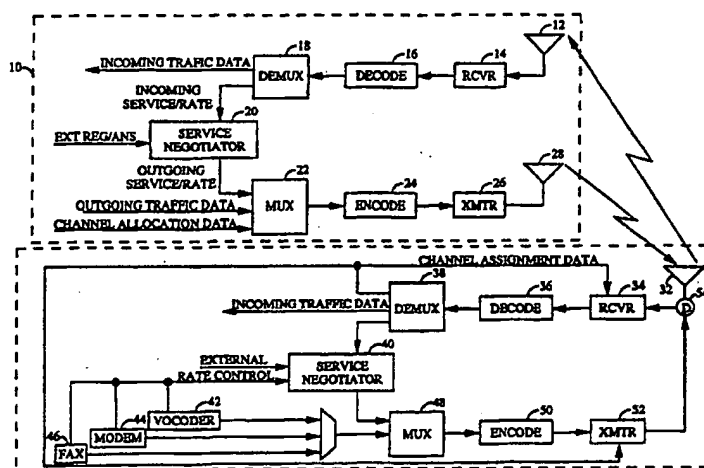 10
12
14
16
18
INCOMING TRAFIC DATA
DEMUX
DECODE
RCVR
INCOMING
SERVICE/RATE
20
EXT REG/ANS
SERVICE
NEGOTIATOR
OUTGOING
SERVICE/RATE
22
24
26
28
MUX
ENCODE
XMTR
OUTGOING TRAFFIC DATA
CHANNEL ALLOCATION DATA
CHANNEL ASSIGNMENT DATA
32
38
36
34
INCOMING TRAFFIC DATA
DEMUX
DECODE
RCVR
D
40
EXTERNAL
RATE CONTROL
SERVICE
NEGOTIATOR
42
VOCODER
44
MODEM
46
FAX
48
50
52
MUX
ENCODE
XMTR